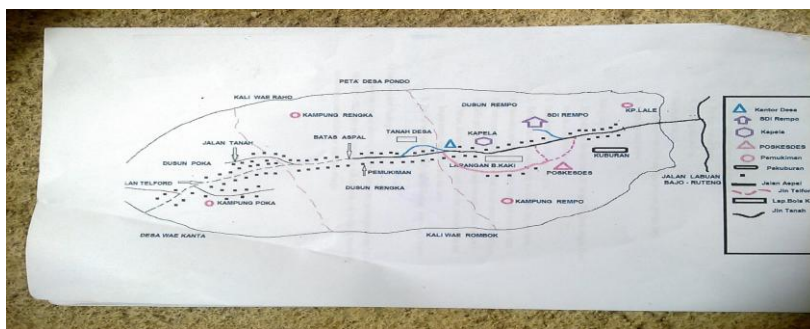 PETA DESA PONDO
KALI WAE RAHO
DUSUN REMPO
KP.LALE
KAMPUNG RENGKA
SDI REMPO
JALAN TANAH
BATAS ASPAL
TANAH DESA
KAPELA
DUSUN POKA
KUBURAN
LAPANGAN B.KAKI
POSKESDES
LAN TELFORD
PEMUKIMAN
DUSUN RENGKA
JALAN LABUAN
BAJO - RUTENG
KAMPUNG POKA
KAMPUNG REMPO
DESA WAE KANTA
KALI WAE ROMBOK
Kantor Desa
SDI Rempo
Kapela
POSKESDES
Pemukiman
Pekuburan
Jalan Aspal
Jln Telfor
Lap.Bola K
Jln Tanah